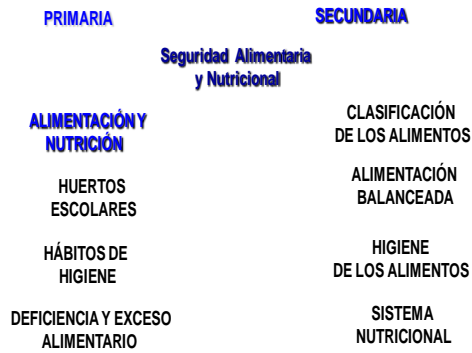 PRIMARIA
SECUNDARIA
Seguridad Alimentaria
y Nutricional
ALIMENTACIÓN Y
NUTRICIÓN
HUERTOS
ESCOLARES
HÁBITOS DE
HIGIENE
DEFICIENCIA Y EXCESO
ALIMENTARIO
CLASIFICACIÓN
DE LOS ALIMENTOS
ALIMENTACIÓN
BALANCEADA
HIGIENE
DE LOS ALIMENTOS
SISTEMA
NUTRICIONAL